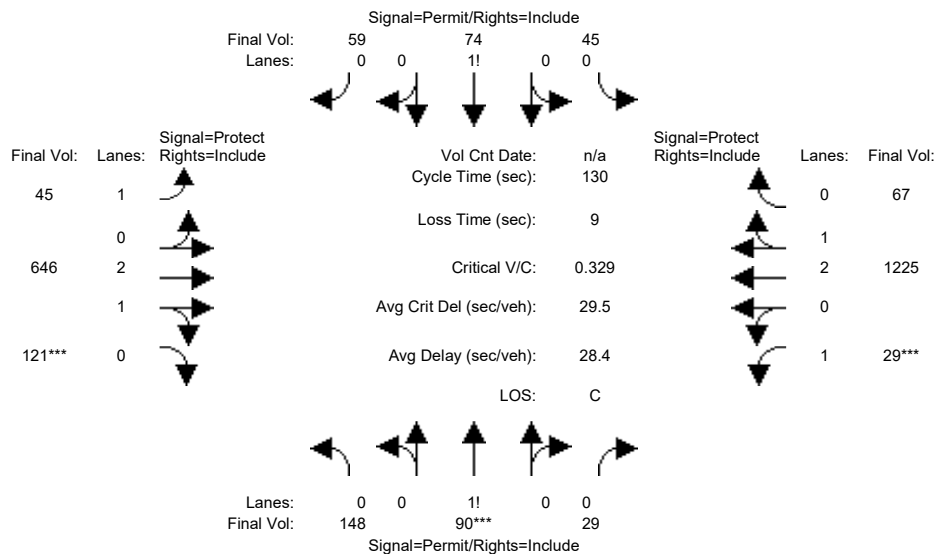 Signal=Permit/Rights=Include
Final Vol: 59 74 45
Lanes: 0 0 1! 0 0
Signal=Protect
Final Vol: Lanes: Rights=Include
Vol Cnt Date: n/a
Signal=Protect
Rights=Include Lanes: Final Vol:
Cycle Time (sec): 130
45 1
0 67
Loss Time (sec): 9
0
1
646 2
Critical V/C: 0.329
2 1225
1
Avg Crit Del (sec/veh): 29.5
0
121*** 0
Avg Delay (sec/veh): 28.4
1 29***
LOS: C
Lanes: 0 0 1! 0 0
Final Vol: 148 90*** 29
Signal=Permit/Rights=Include